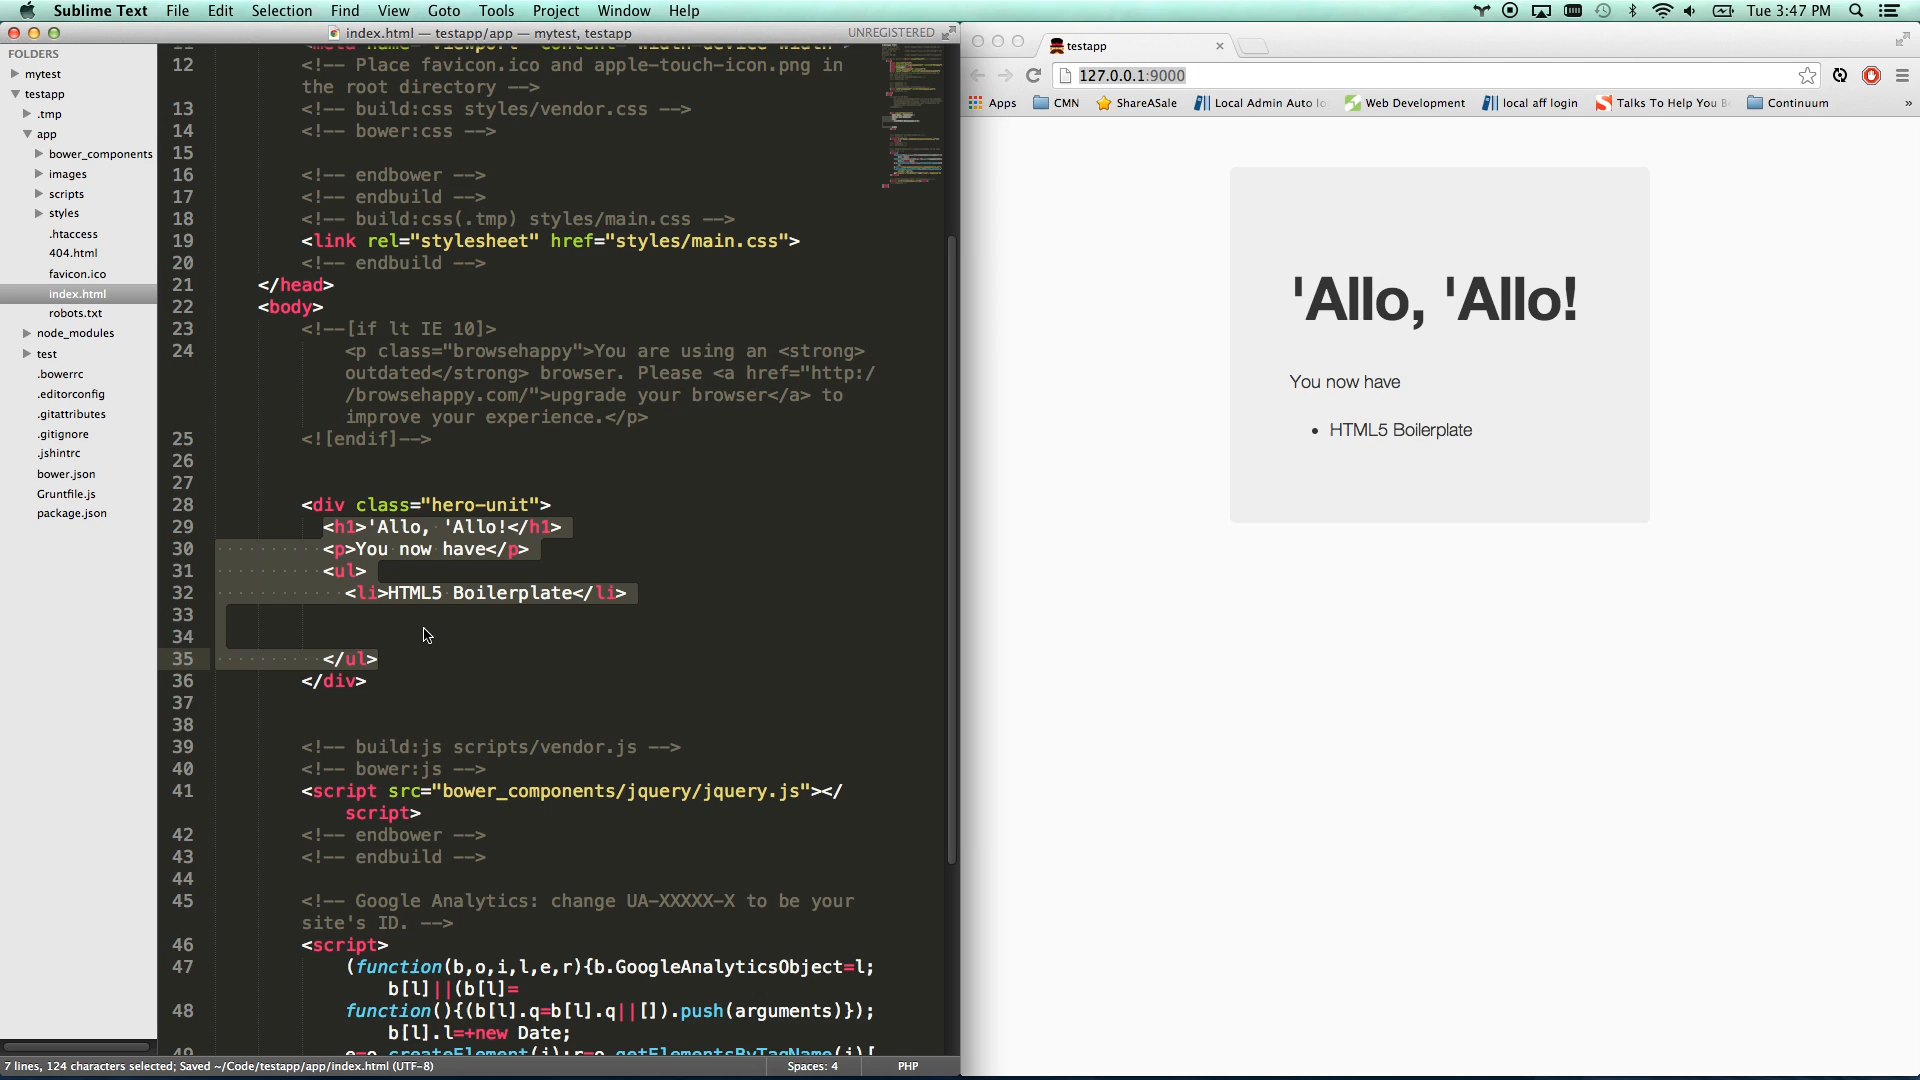 Sublime Text File Edit Selection Find View Goto Tools Project Window Help Tue 3:47 PM
index.html — testapp/app — mytest, testapp UNREGISTERED
FOLDERS
mytest
testapp
.tmp
app
bower_components
images
scripts
styles
.htaccess
404.html
favicon.ico
index.html
robots.txt
node_modules
test
.bowerrc
.editorconfig
.gitattributes
.gitignore
.jshintrc
bower.json
Gruntfile.js
package.json
12 <!-- Place favicon.ico and apple-touch-icon.png in
the root directory -->
13 <!-- build:css styles/vendor.css -->
14 <!-- bower:css -->
15
16 <!-- endbower -->
17 <!-- endbuild -->
18 <!-- build:css(.tmp) styles/main.css -->
19 <link rel="stylesheet" href="styles/main.css">
20 <!-- endbuild -->
21 </head>
22 <body>
23 <!--[if lt IE 10]>
24 <p class="browsehappy">You are using an <strong>
outdated</strong> browser. Please <a href="http:/
/browsehappy.com/">upgrade your browser</a> to
improve your experience.</p>
25 <![endif]-->
26
27
28 <div class="hero-unit">
29 <h1>'Allo, 'Allo!</h1>
30 <p>You now have</p>
31 <ul>
32 <li>HTML5 Boilerplate</li>
33
34
35 </ul>
36 </div>
37
38
39 <!-- build:js scripts/vendor.js -->
40 <!-- bower:js -->
41 <script src="bower_components/jquery/jquery.js"></
script>
42 <!-- endbower -->
43 <!-- endbuild -->
44
45 <!-- Google Analytics: change UA-XXXXX-X to be your
site's ID. -->
46 <script>
47 (function(b,o,i,l,e,r){b.GoogleAnalyticsObject=l;
b[l]||(b[l]=
48 function(){(b[l].q=b[l].q||[]).push(arguments)});
b[l].l=+new Date;
7 lines, 124 characters selected; Saved ~/Code/testapp/app/index.html (UTF-8) Spaces: 4 PHP
testapp
127.0.0.1:9000
Apps CMN ShareASale Local Admin Auto Web Development local aff login Talks To Help You Continuum »
'Allo, 'Allo!
You now have
• HTML5 Boilerplate